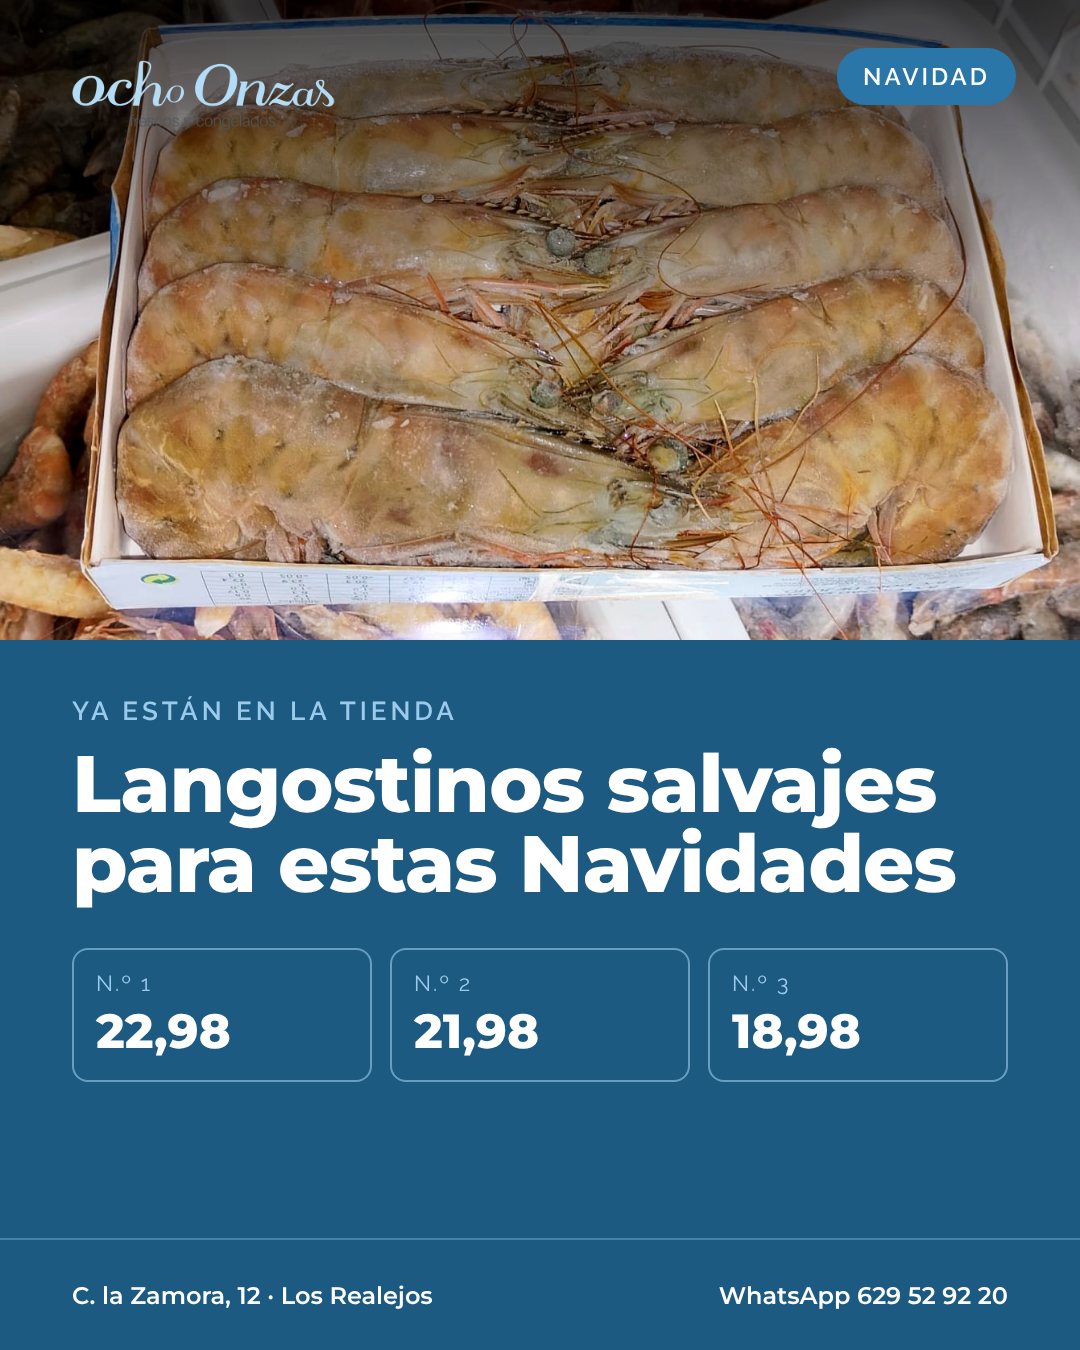 ocho Onzas
NAVIDAD
YA ESTÁN EN LA TIENDA
Langostinos salvajes
para estas Navidades
N.º 1
22,98
N.º 2
21,98
N.º 3
18,98
C. la Zamora, 12 · Los Realejos
WhatsApp 629 52 92 20